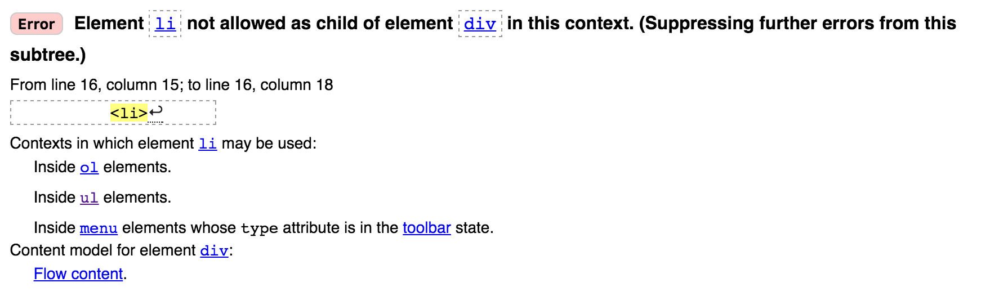 Error Element li not allowed as child of element div in this context. (Suppressing further errors from this
subtree.)
From line 16, column 15; to line 16, column 18
<li>↩
Contexts in which element li may be used:
Inside ol elements.
Inside ul elements.
Inside menu elements whose type attribute is in the toolbar state.
Content model for element div:
Flow content.